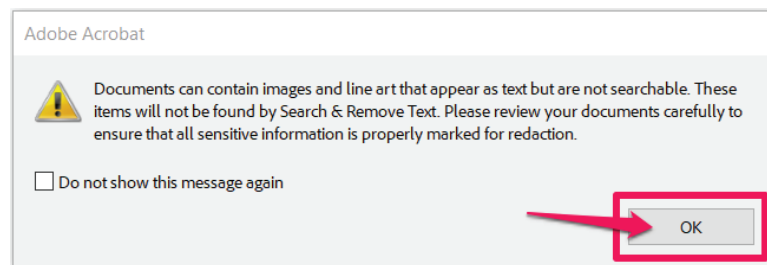 Adobe Acrobat
Documents can contain images and line art that appear as text but are not searchable. These
items will not be found by Search & Remove Text. Please review your documents carefully to
ensure that all sensitive information is properly marked for redaction.
Do not show this message again
OK